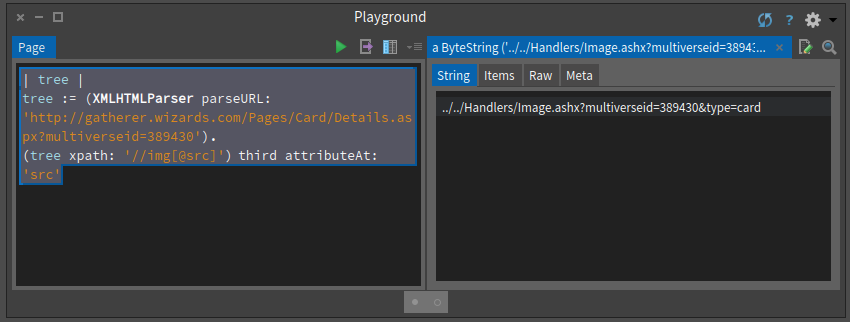 Playground
?
Page
| tree |
tree := (XMLHTMLParser parseURL:
'http://gatherer.wizards.com/Pages/Card/Details.as
px?multiverseid=389430').
(tree xpath: '//img[@src]') third attributeAt:
'src'
a ByteString ('../../Handlers/Image.ashx?multiverseid=38943...
String Items Raw Meta
../../Handlers/Image.ashx?multiverseid=389430&type=card